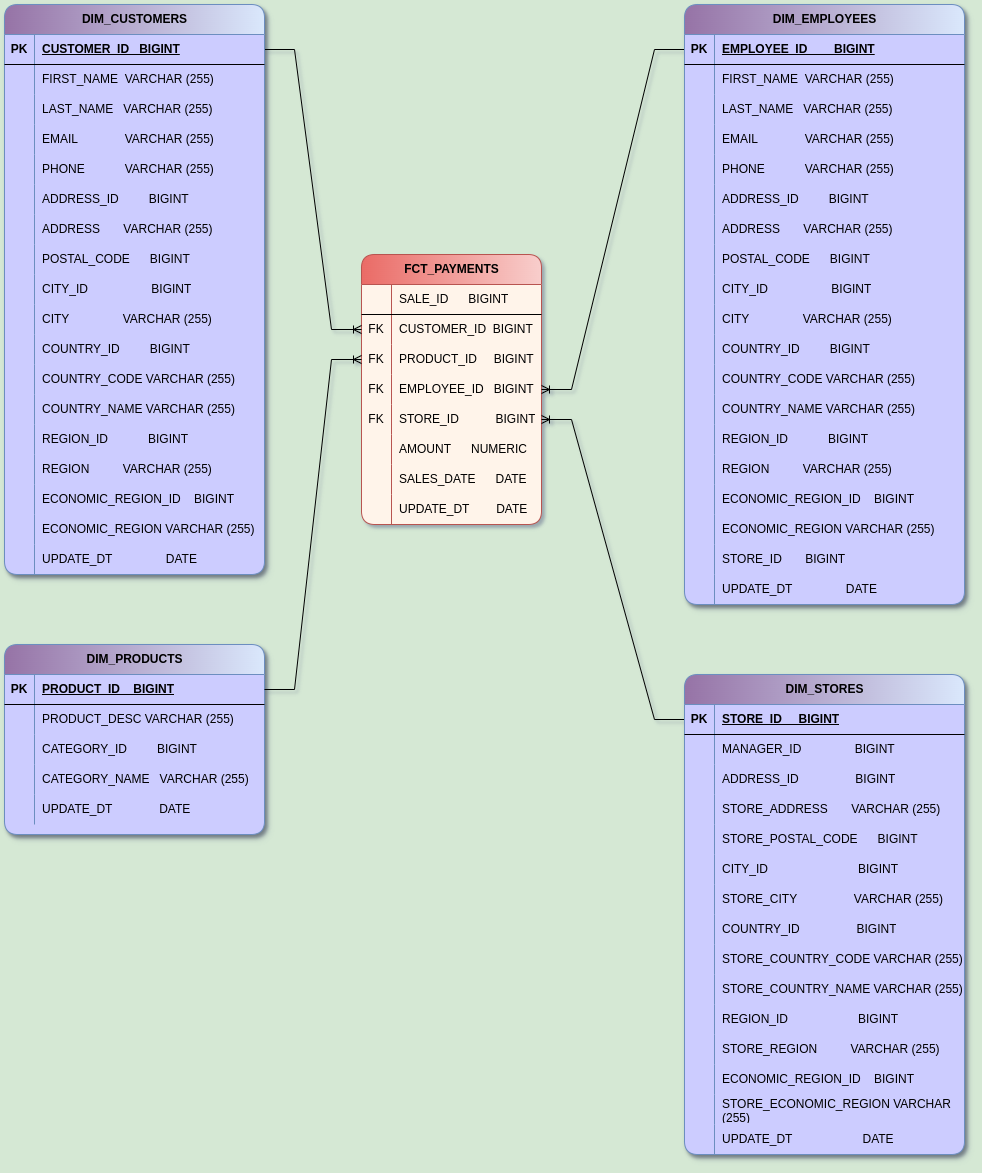 DIM_CUSTOMERS
PK CUSTOMER_ID BIGINT
FIRST_NAME VARCHAR (255)
LAST_NAME VARCHAR (255)
EMAIL VARCHAR (255)
PHONE VARCHAR (255)
ADDRESS_ID BIGINT
ADDRESS VARCHAR (255)
POSTAL_CODE BIGINT
CITY_ID BIGINT
CITY VARCHAR (255)
COUNTRY_ID BIGINT
COUNTRY_CODE VARCHAR (255)
COUNTRY_NAME VARCHAR (255)
REGION_ID BIGINT
REGION VARCHAR (255)
ECONOMIC_REGION_ID BIGINT
ECONOMIC_REGION VARCHAR (255)
UPDATE_DT DATE
DIM_PRODUCTS
PK PRODUCT_ID BIGINT
PRODUCT_DESC VARCHAR (255)
CATEGORY_ID BIGINT
CATEGORY_NAME VARCHAR (255)
UPDATE_DT DATE
FCT_PAYMENTS
SALE_ID BIGINT
FK CUSTOMER_ID BIGINT
FK PRODUCT_ID BIGINT
FK EMPLOYEE_ID BIGINT
FK STORE_ID BIGINT
AMOUNT NUMERIC
SALES_DATE DATE
UPDATE_DT DATE
DIM_EMPLOYEES
PK EMPLOYEE_ID BIGINT
FIRST_NAME VARCHAR (255)
LAST_NAME VARCHAR (255)
EMAIL VARCHAR (255)
PHONE VARCHAR (255)
ADDRESS_ID BIGINT
ADDRESS VARCHAR (255)
POSTAL_CODE BIGINT
CITY_ID BIGINT
CITY VARCHAR (255)
COUNTRY_ID BIGINT
COUNTRY_CODE VARCHAR (255)
COUNTRY_NAME VARCHAR (255)
REGION_ID BIGINT
REGION VARCHAR (255)
ECONOMIC_REGION_ID BIGINT
ECONOMIC_REGION VARCHAR (255)
STORE_ID BIGINT
UPDATE_DT DATE
DIM_STORES
PK STORE_ID BIGINT
MANAGER_ID BIGINT
ADDRESS_ID BIGINT
STORE_ADDRESS VARCHAR (255)
STORE_POSTAL_CODE BIGINT
CITY_ID BIGINT
STORE_CITY VARCHAR (255)
COUNTRY_ID BIGINT
STORE_COUNTRY_CODE VARCHAR (255)
STORE_COUNTRY_NAME VARCHAR (255)
REGION_ID BIGINT
STORE_REGION VARCHAR (255)
ECONOMIC_REGION_ID BIGINT
STORE_ECONOMIC_REGION VARCHAR
(255)
UPDATE_DT DATE